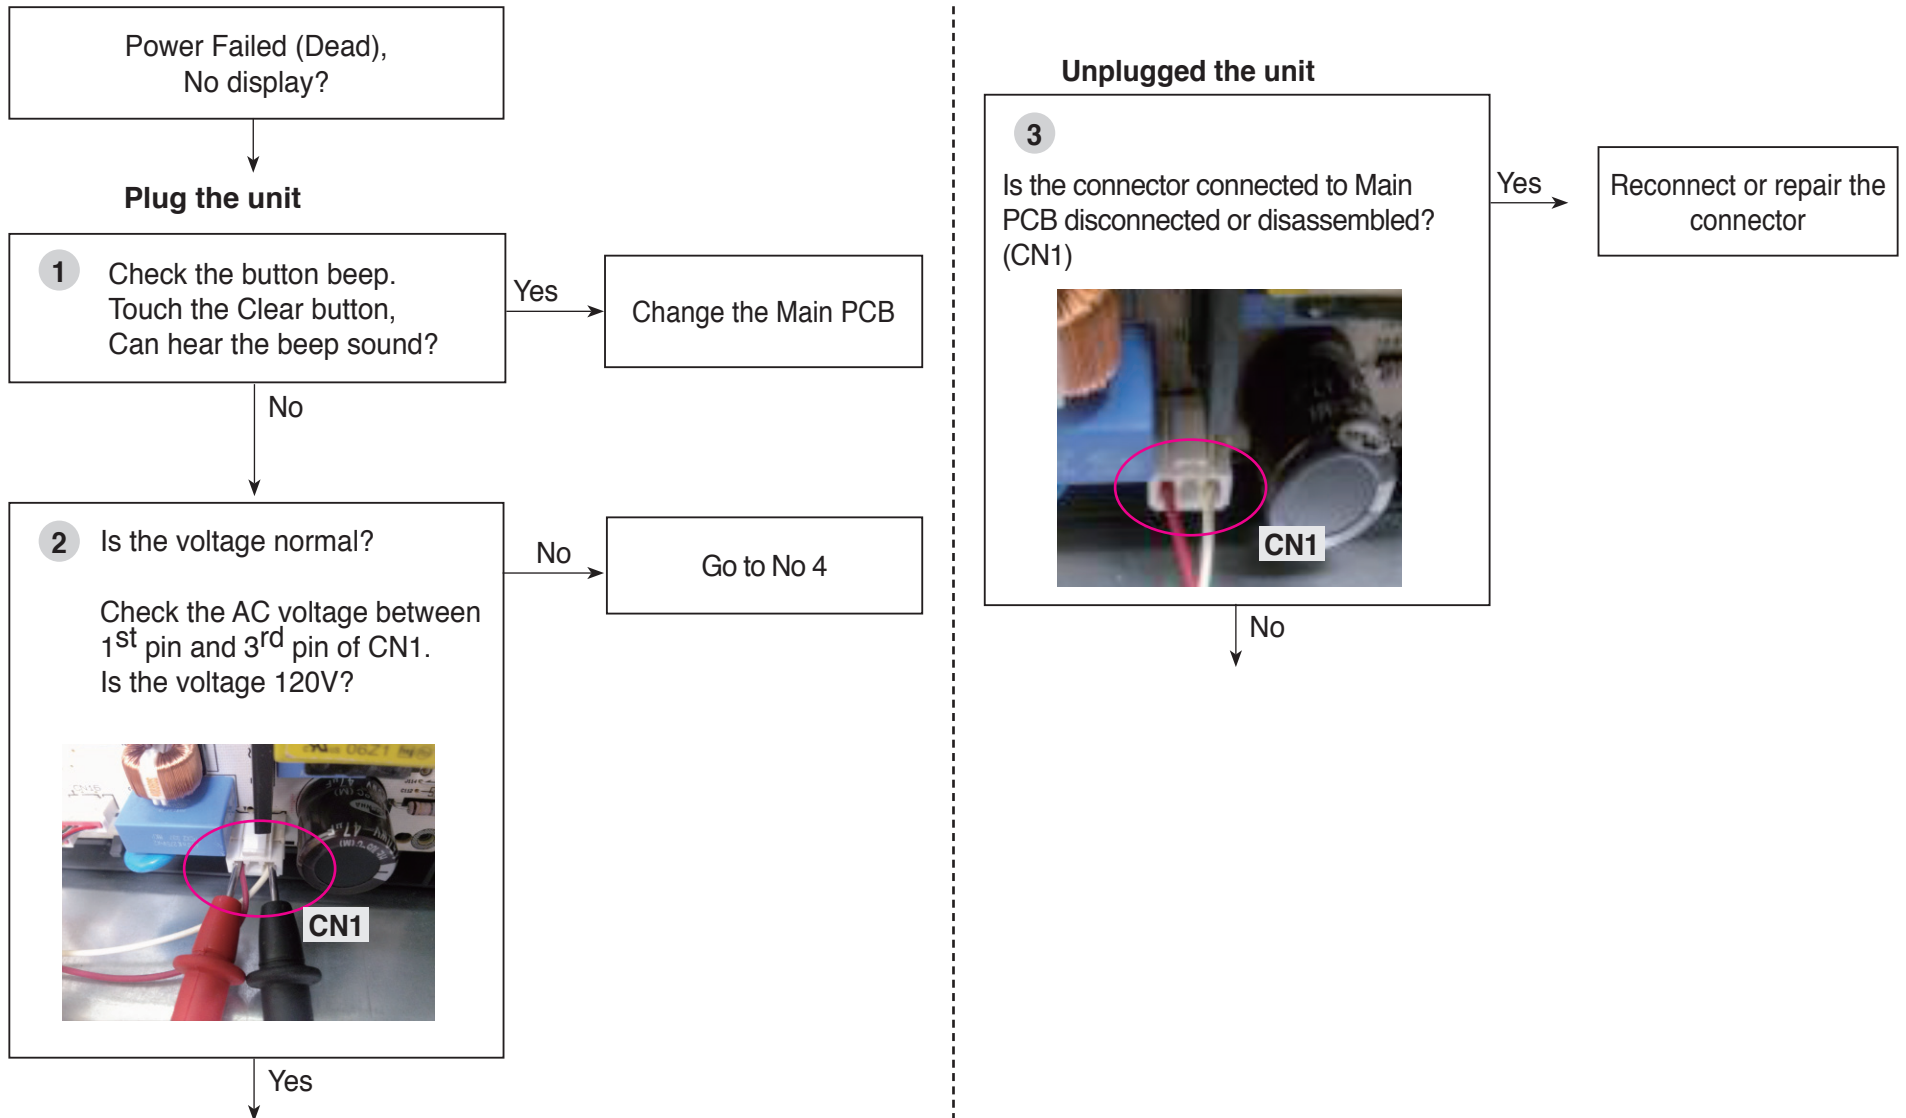 Power Failed (Dead),
No display?
Plug the unit
1
Check the button beep.
Touch the Clear button,
Can hear the beep sound?
Yes
Change the Main PCB
No
2
Is the voltage normal?
Check the AC voltage between
1st pin and 3rd pin of CN1.
Is the voltage 120V?
No
Go to No 4
CN1
Yes
Unplugged the unit
3
Is the connector connected to Main
PCB disconnected or disassembled?
(CN1)
Yes
Reconnect or repair the
connector
CN1
No